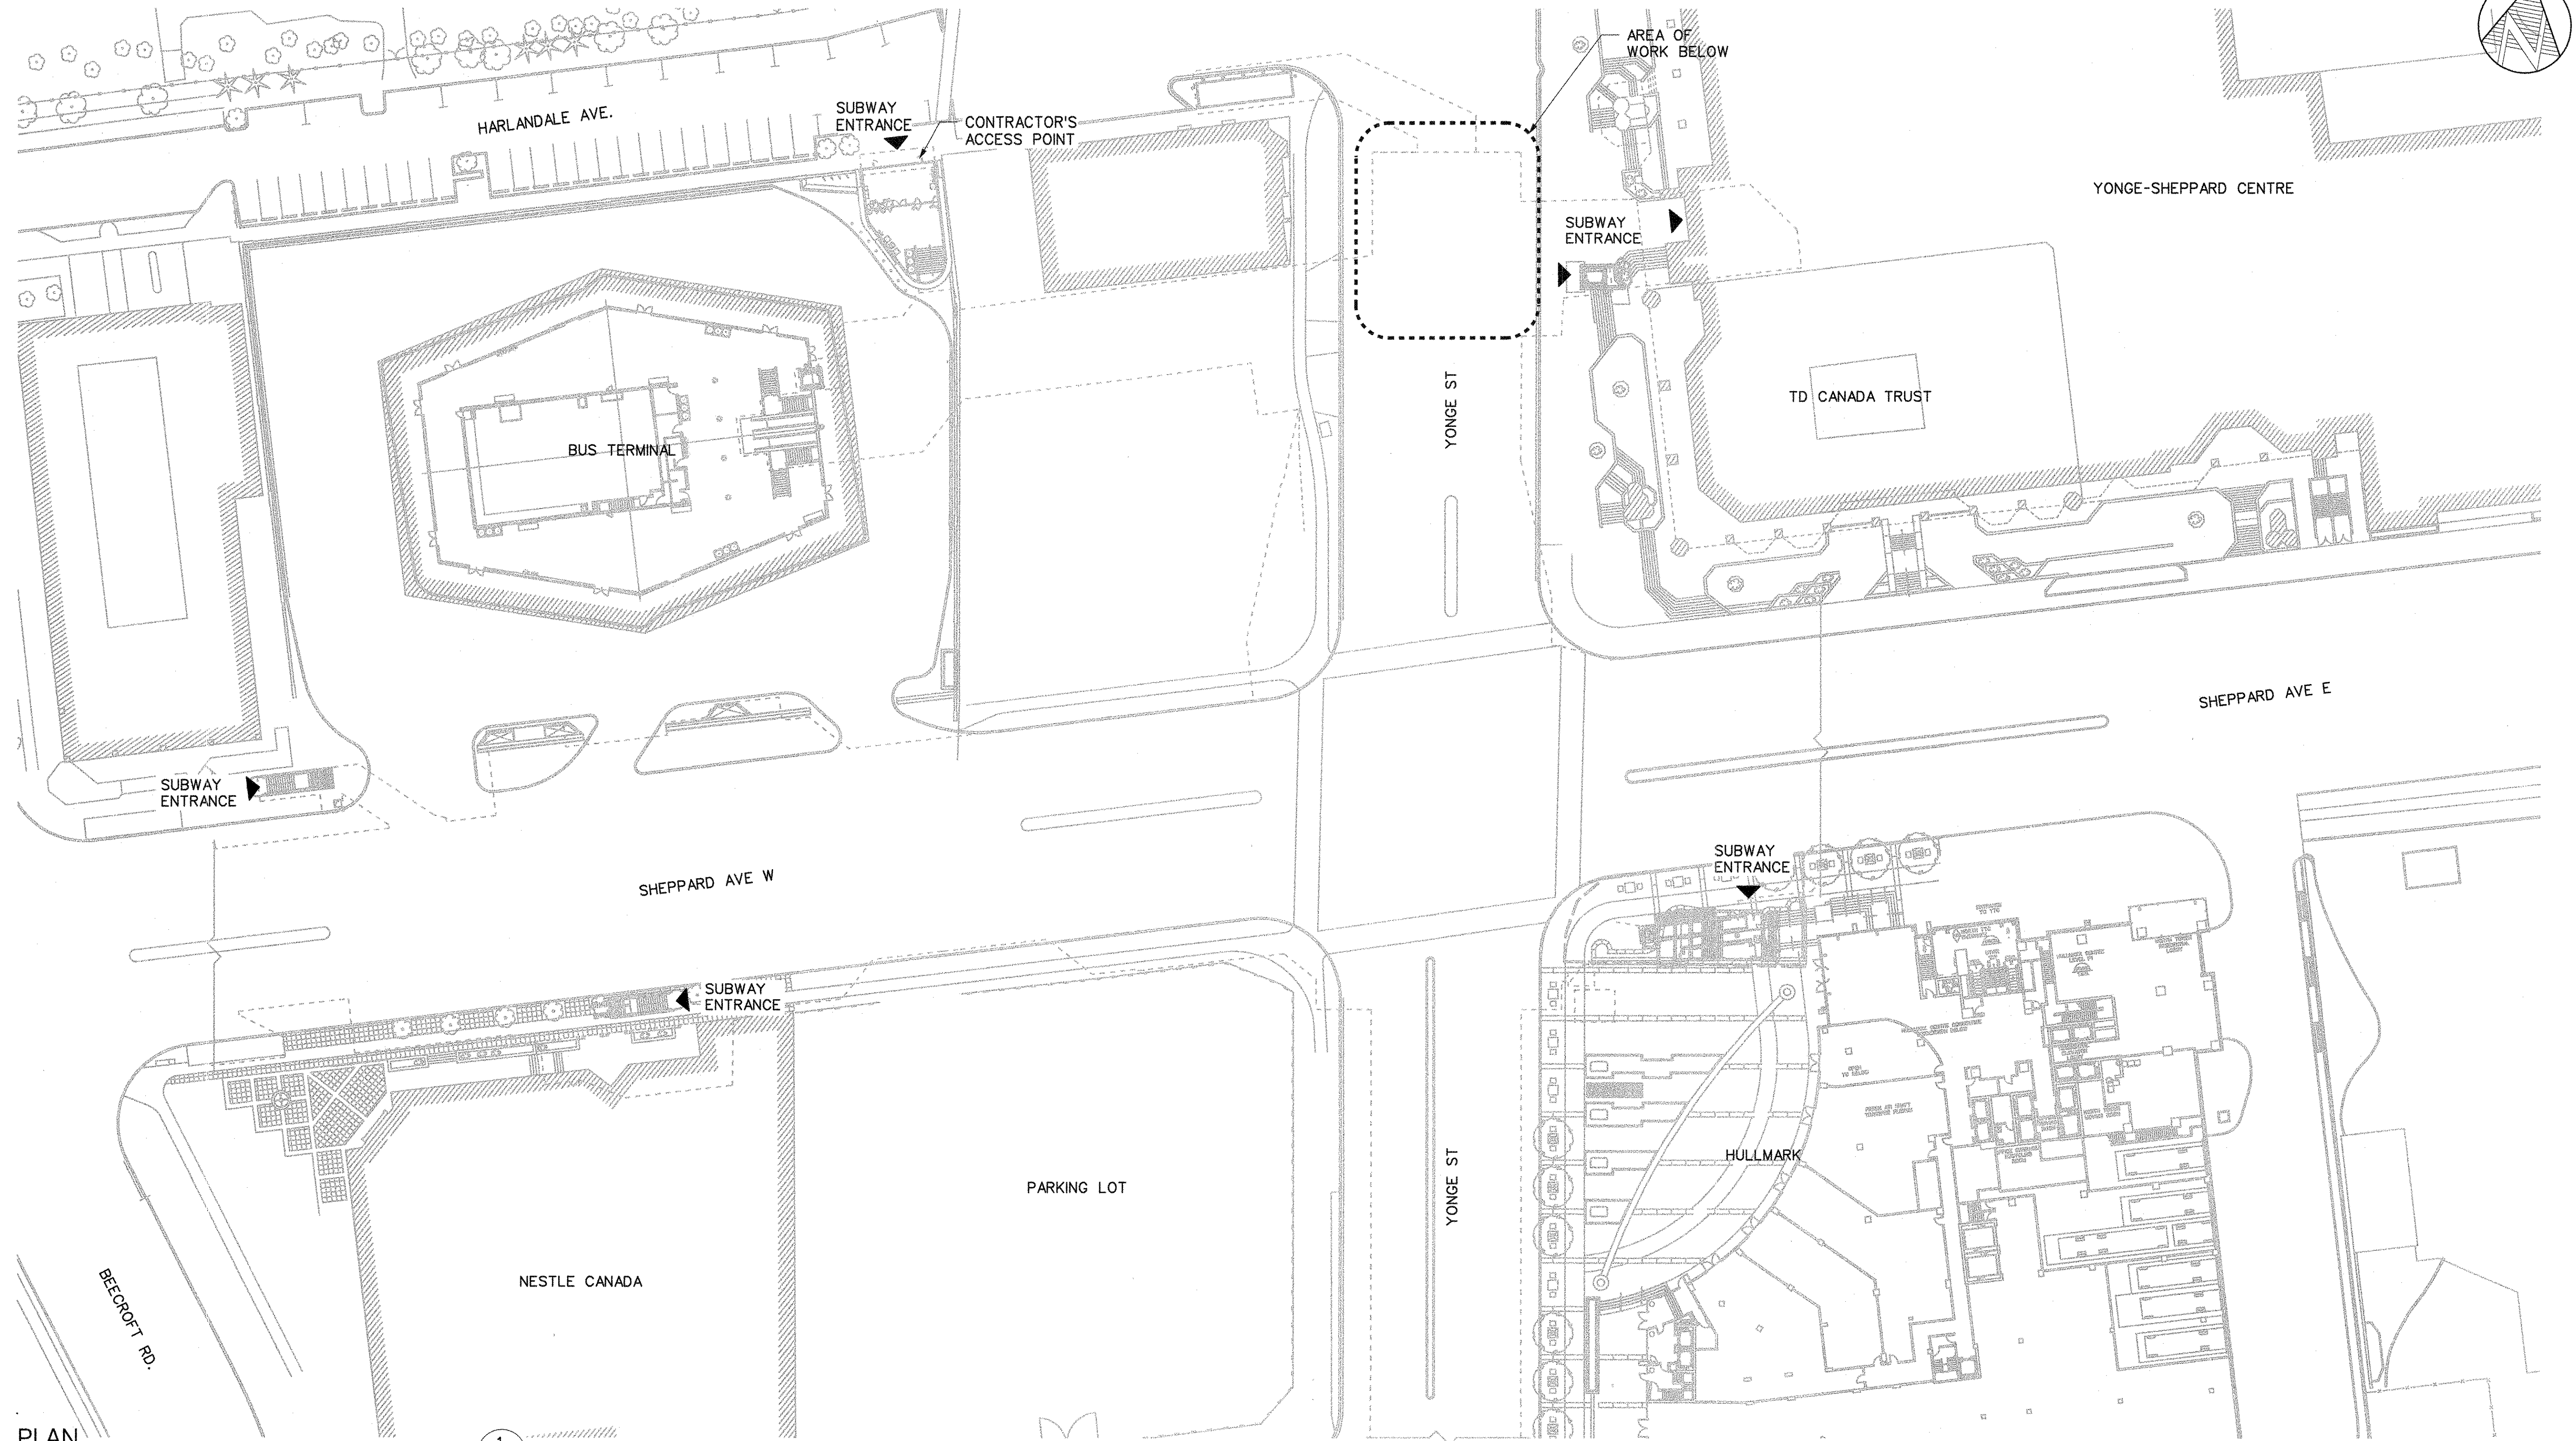 AREA OF
WORK BELOW
N
HARLANDALE AVE.
SUBWAY
ENTRANCE
CONTRACTOR'S
ACCESS POINT
YONGE-SHEPPARD CENTRE
SUBWAY
ENTRANCE
YONGE ST
TD CANADA TRUST
BUS TERMINAL
SHEPPARD AVE E
SUBWAY
ENTRANCE
SHEPPARD AVE W
SUBWAY
ENTRANCE
SUBWAY
ENTRANCE
HULLMARK
YONGE ST
PARKING LOT
NESTLE CANADA
BEECROFT RD.
PLAN
1